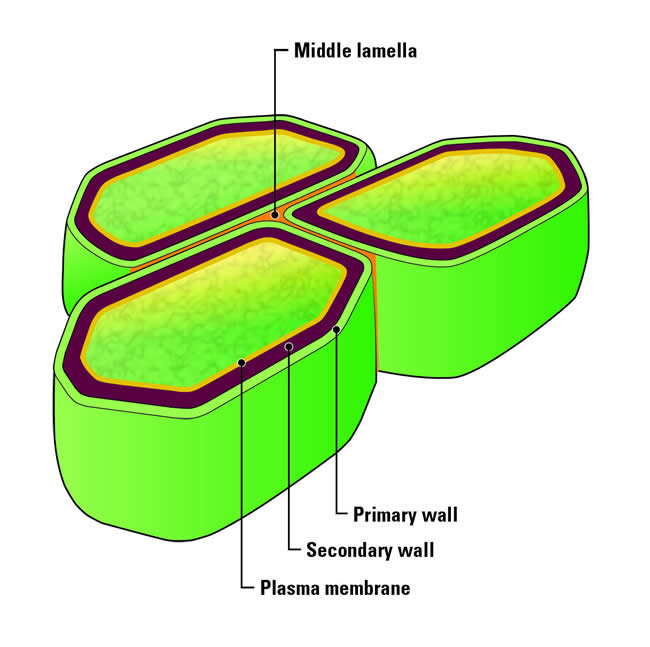 Middle lamella
Primary wall
Secondary wall
Plasma membrane